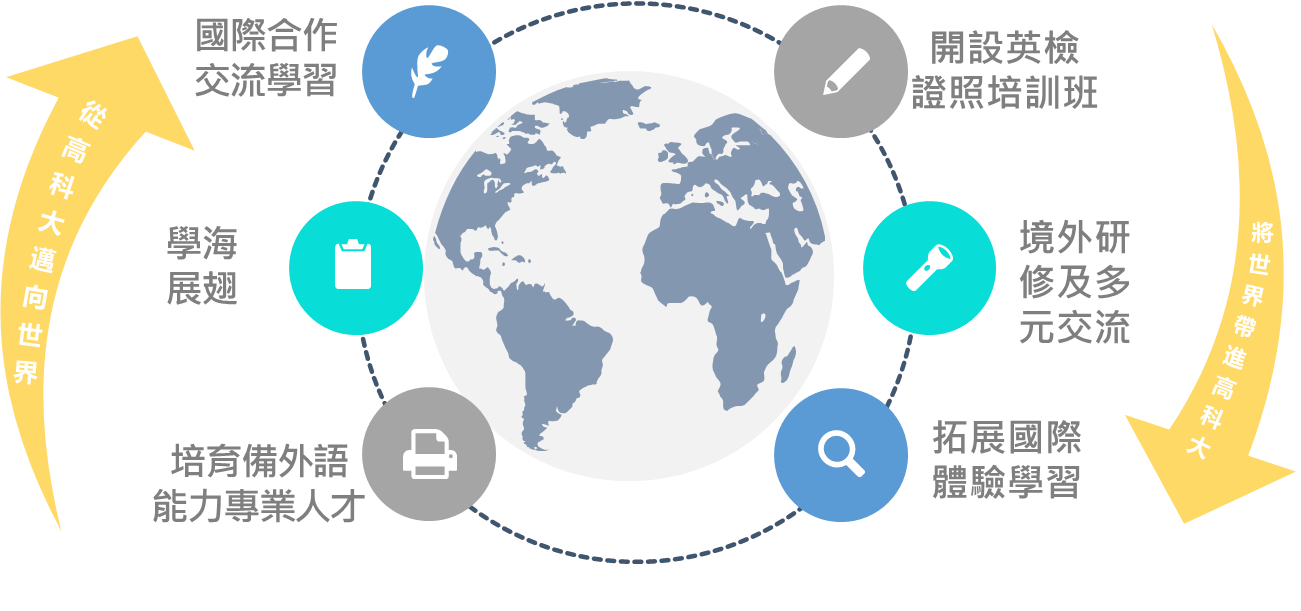 從高科大邁向世界
國際合作
交流學習
學海
展翅
培育備外語
能力專業人才
開設英檢
證照培訓班
境外研
修及多
元交流
拓展國際
體驗學習
將世界帶進高科大